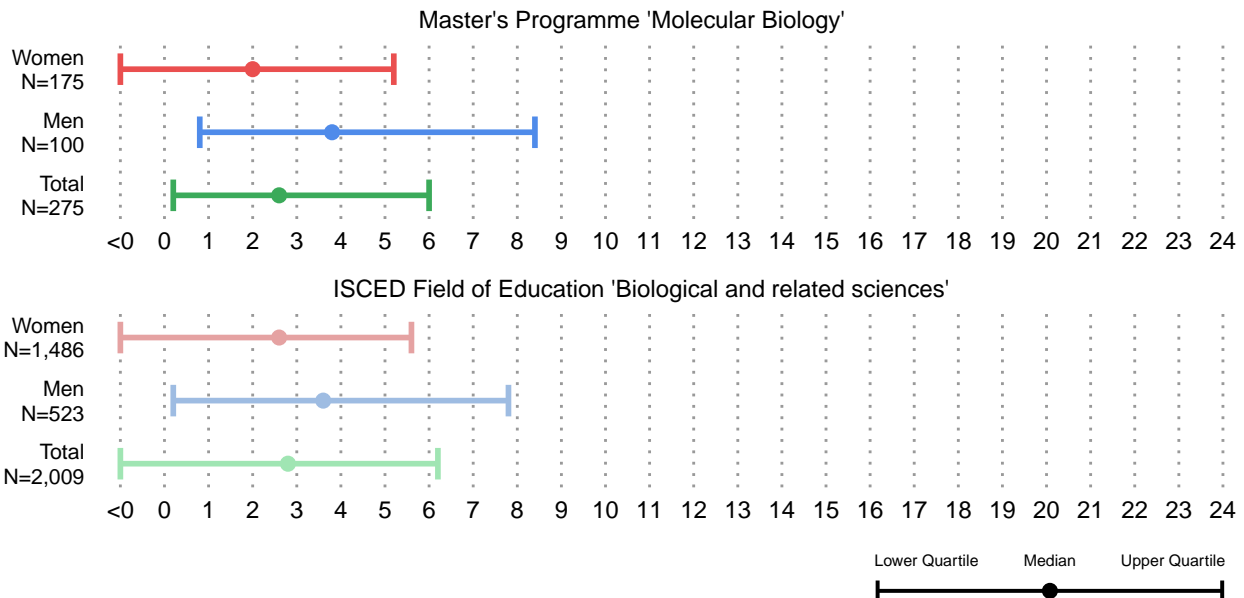 Master's Programme 'Molecular Biology'
Women
N=175
Men
N=100
Total
N=275
<0 0 1 2 3 4 5 6 7 8 9 10 11 12 13 14 15 16 17 18 19 20 21 22 23 24
ISCED Field of Education 'Biological and related sciences'
Women
N=1,486
Men
N=523
Total
N=2,009
<0 0 1 2 3 4 5 6 7 8 9 10 11 12 13 14 15 16 17 18 19 20 21 22 23 24
Lower Quartile Median Upper Quartile